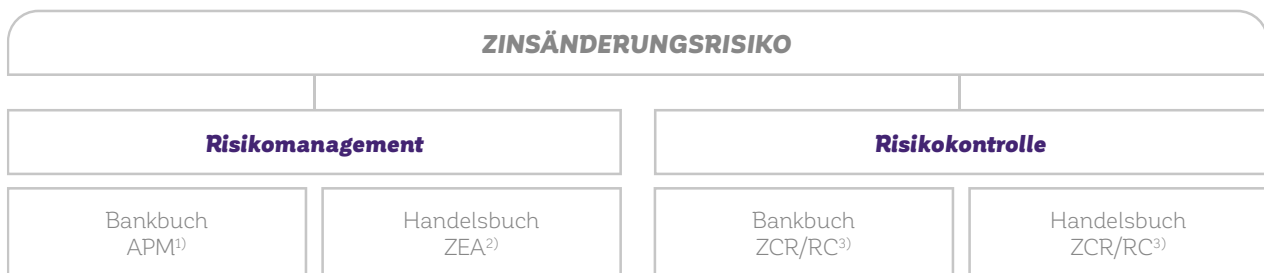 ZINSÄNDERUNGSRISIKO
Risikomanagement
Risikokontrolle
Bankbuch
APM¹⁾
Handelsbuch
ZEA²⁾
Bankbuch
ZCR/RC³⁾
Handelsbuch
ZCR/RC³⁾